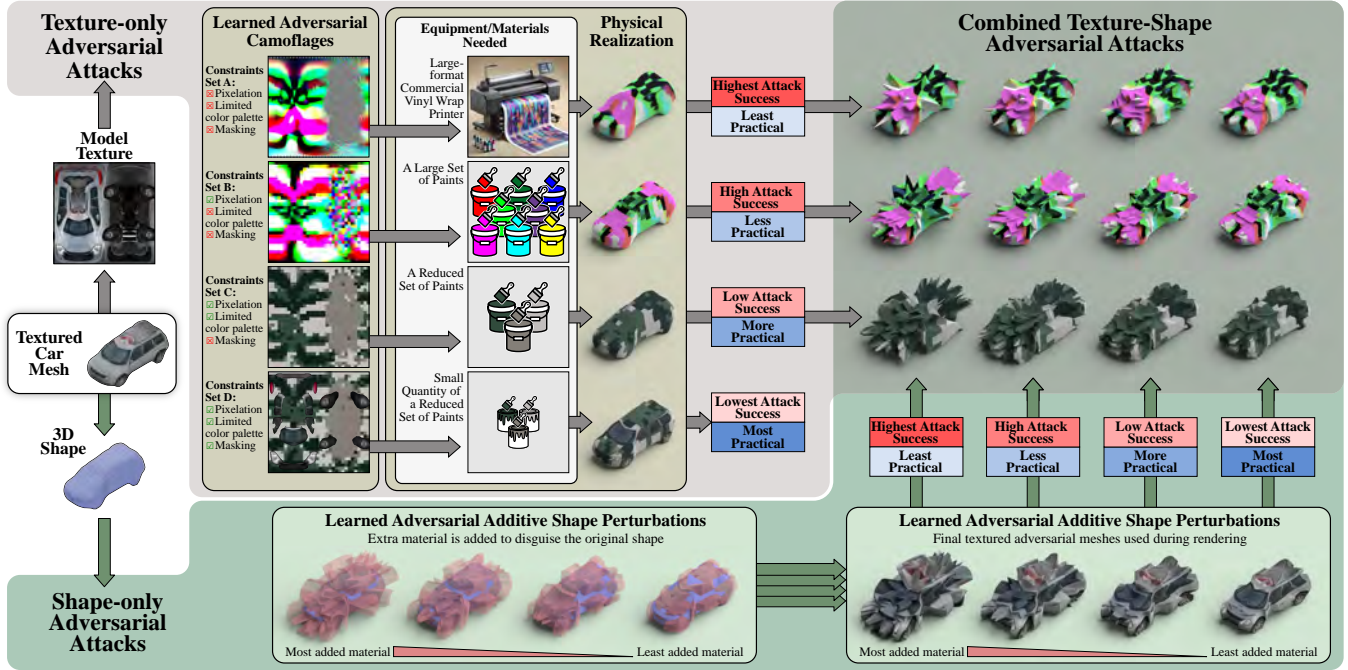 Texture-only
Adversarial
Attacks
Model
Texture
Textured
Car
Mesh
3D
Shape
Shape-only
Adversarial
Attacks
Learned Adversarial
Camoflages
Constraints
Set A:
☒Pixelation
☒Limited
color palette
☒Masking
Constraints
Set B:
☑Pixelation
☒Limited
color palette
☒Masking
Constraints
Set C:
☑Pixelation
☑Limited
color palette
☒Masking
Constraints
Set D:
☑Pixelation
☑Limited
color palette
☑Masking
Equipment/Materials
Needed
Large-
format
Commercial
Vinyl Wrap
Printer
A Large Set
of Paints
A Reduced
Set of Paints
Small
Quantity of
a Reduced
Set of Paints
Physical
Realization
Highest Attack
Success
Least
Practical
High Attack
Success
Less
Practical
Low Attack
Success
More
Practical
Lowest Attack
Success
Most
Practical
Combined Texture-Shape
Adversarial Attacks
Highest Attack
Success
Least
Practical
High Attack
Success
Less
Practical
Low Attack
Success
More
Practical
Lowest Attack
Success
Most
Practical
Learned Adversarial Additive Shape Perturbations
Extra material is added to disguise the original shape
Most added material
Least added material
Learned Adversarial Additive Shape Perturbations
Final textured adversarial meshes used during rendering
Most added material
Least added material